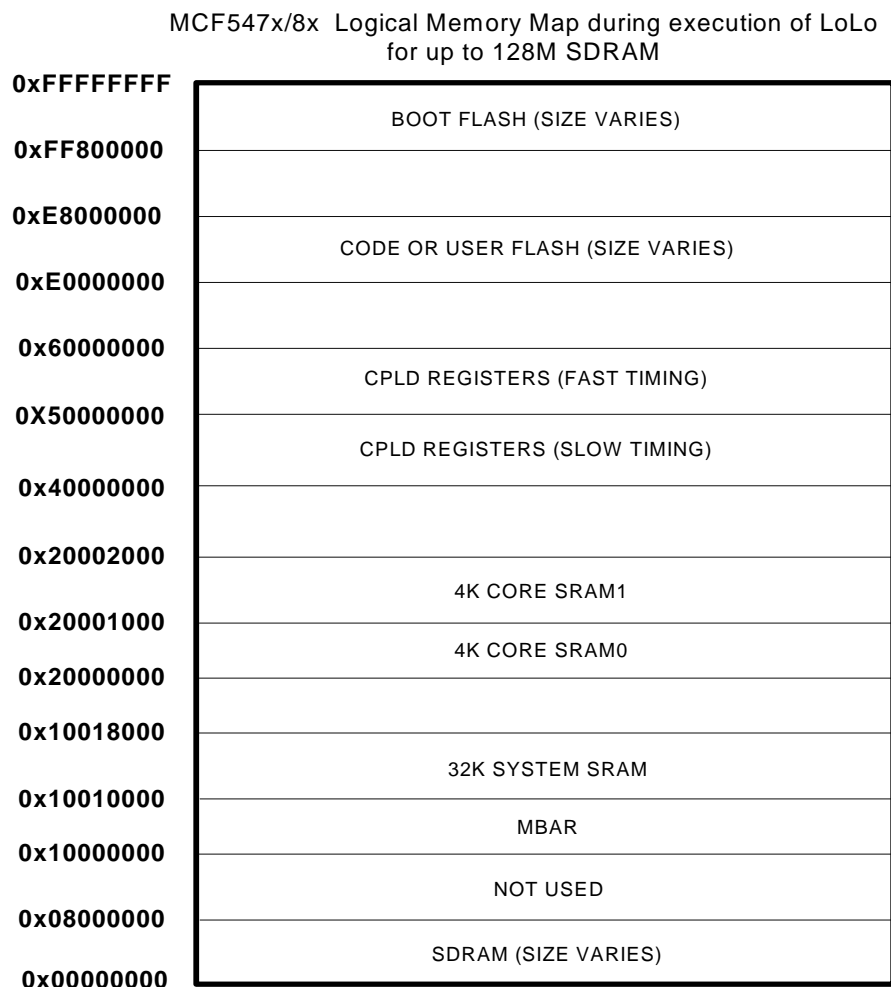 MCF547x/8x Logical Memory Map during execution of LoLo
for up to 128M SDRAM
0xFFFFFFFF
BOOT FLASH (SIZE VARIES)
0xFF800000
0xE8000000
CODE OR USER FLASH (SIZE VARIES)
0xE0000000
0x60000000
CPLD REGISTERS (FAST TIMING)
0X50000000
CPLD REGISTERS (SLOW TIMING)
0x40000000
0x20002000
4K CORE SRAM1
0x20001000
4K CORE SRAM0
0x20000000
0x10018000
32K SYSTEM SRAM
0x10010000
MBAR
0x10000000
NOT USED
0x08000000
SDRAM (SIZE VARIES)
0x00000000